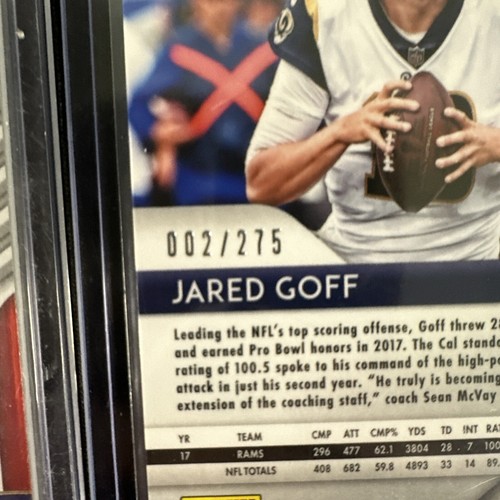 002/275
JARED GOFF
Leading the NFL's top scoring offense, Goff threw 28
and earned Pro Bowl honors in 2017. The Cal stando
rating of 100.5 spoke to his command of the high-po
attack in just his second year. "He truly is becoming
extension of the coaching staff," coach Sean McVay
YR TEAM CMP ATT CMP% YDS TD INT RAT
17 RAMS 296 477 62.1 3804 28 7 100
NFL TOTALS 408 682 59.8 4893 33 14 89.